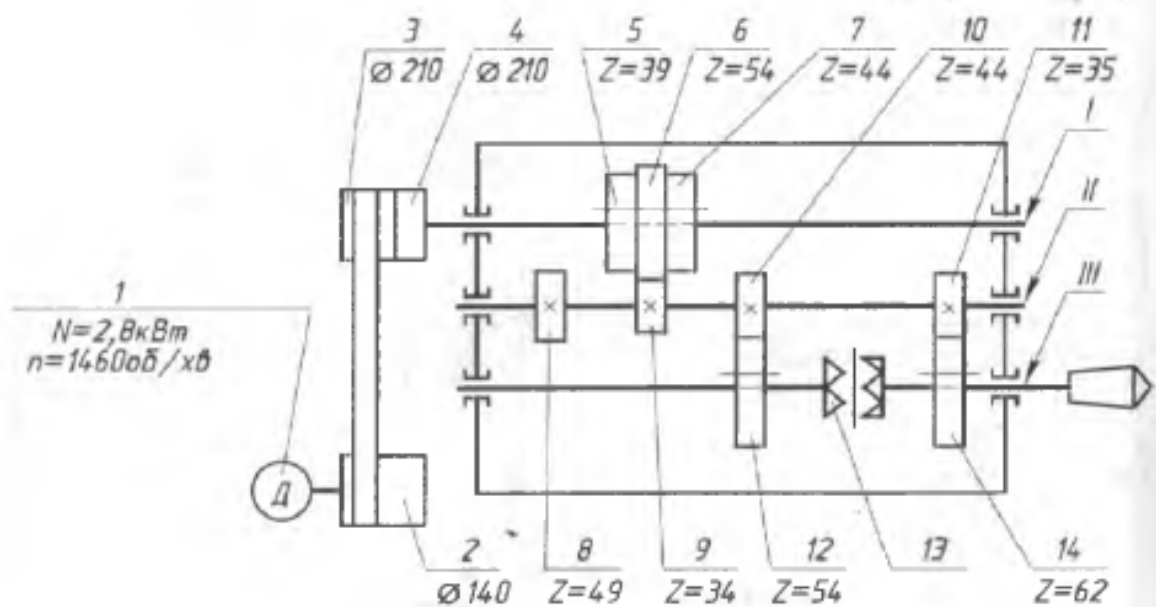 3
Ø 210
4
Ø 210
5
Z=39
6
Z=54
7
Z=44
10
Z=44
11
Z=35
I
II
III
1
N=2,8кВт
n=1460об/хв
Д
2
Ø 140
8
Z=49
9
Z=34
12
Z=54
13
14
Z=62